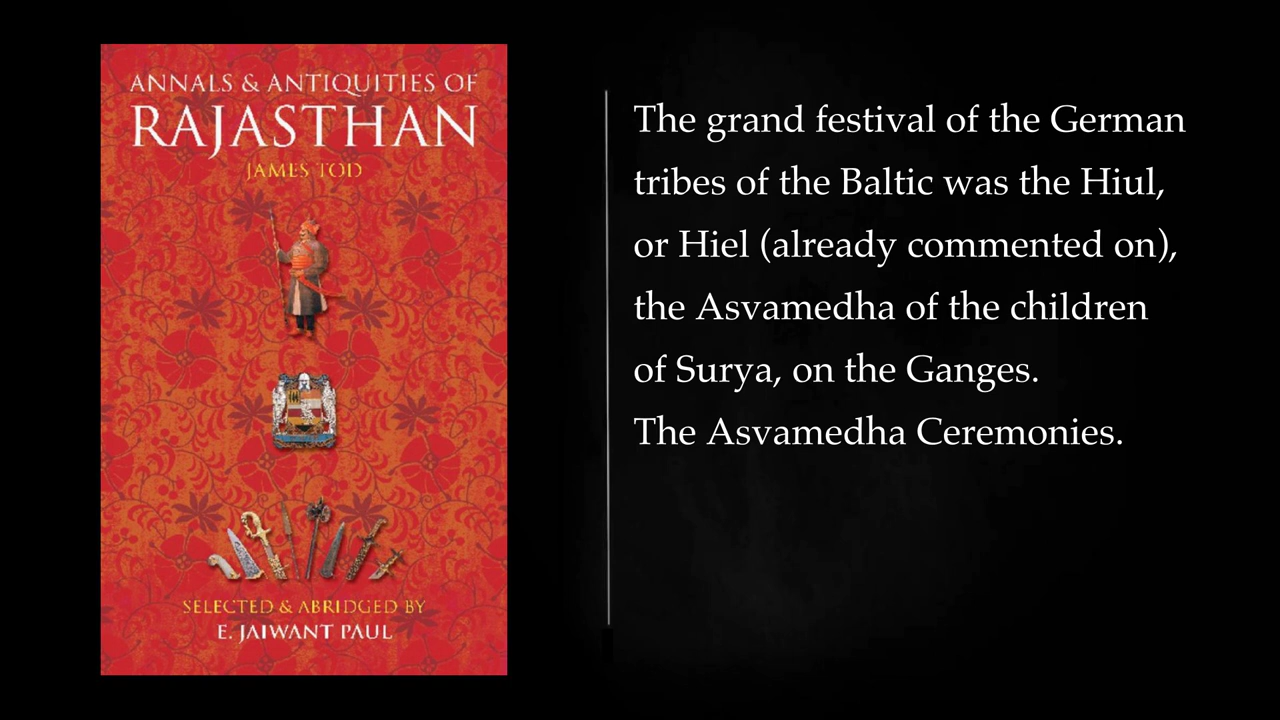 ANNALS & ANTIQUITIES OF
RAJASTHAN
JAMES TOD
SELECTED & ABRIDGED BY
E. JAIWANT PAUL
The grand festival of the German
tribes of the Baltic was the Hiul,
or Hiel (already commented on),
the Asvamedha of the children
of Surya, on the Ganges.
The Asvamedha Ceremonies.